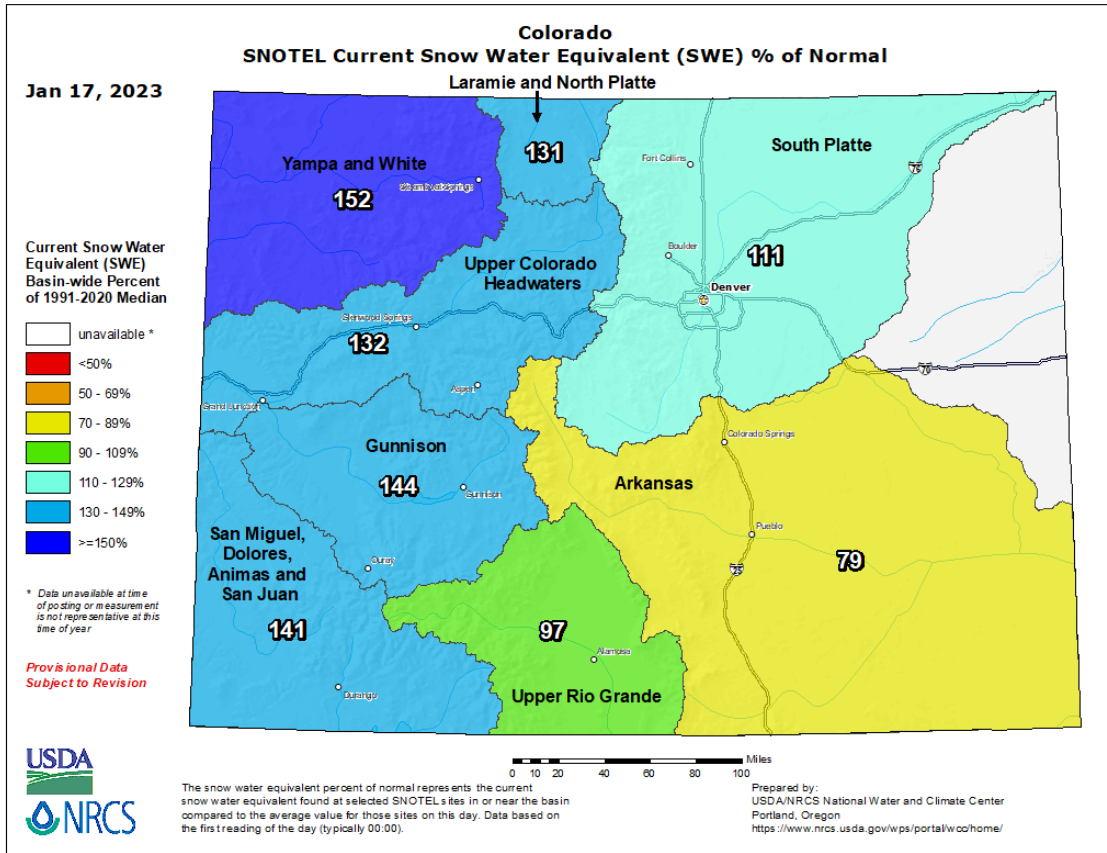 Colorado
SNOTEL Current Snow Water Equivalent (SWE) % of Normal
Jan 17, 2023
Laramie and North Platte
131
Yampa and White
152
Steamboat Springs
Fort Collins
South Platte
76
Boulder
111
Denver
Upper Colorado
Headwaters
Glenwood Springs
132
Aspen
Grand Junction
70
Colorado Springs
Gunnison
144
Gunnison
Arkansas
Pueblo
79
25
San Miguel,
Dolores,
Animas and
San Juan
141
Ouray
Durango
97
Alamosa
Upper Rio Grande
Current Snow Water
Equivalent (SWE)
Basin-wide Percent
of 1991-2020 Median
unavailable *
<50%
50 - 69%
70 - 89%
90 - 109%
110 - 129%
130 - 149%
>=150%
* Data unavailable at time
of posting or measurement
is not representative at this
time of year
Provisional Data
Subject to Revision
USDA
NRCS
Miles
0 10 20 40 60 80 100
The snow water equivalent percent of normal represents the current
snow water equivalent found at selected SNOTEL sites in or near the basin
compared to the average value for those sites on this day. Data based on
the first reading of the day (typically 00:00).
Prepared by:
USDA/NRCS National Water and Climate Center
Portland, Oregon
https://www.nrcs.usda.gov/wps/portal/wcc/home/